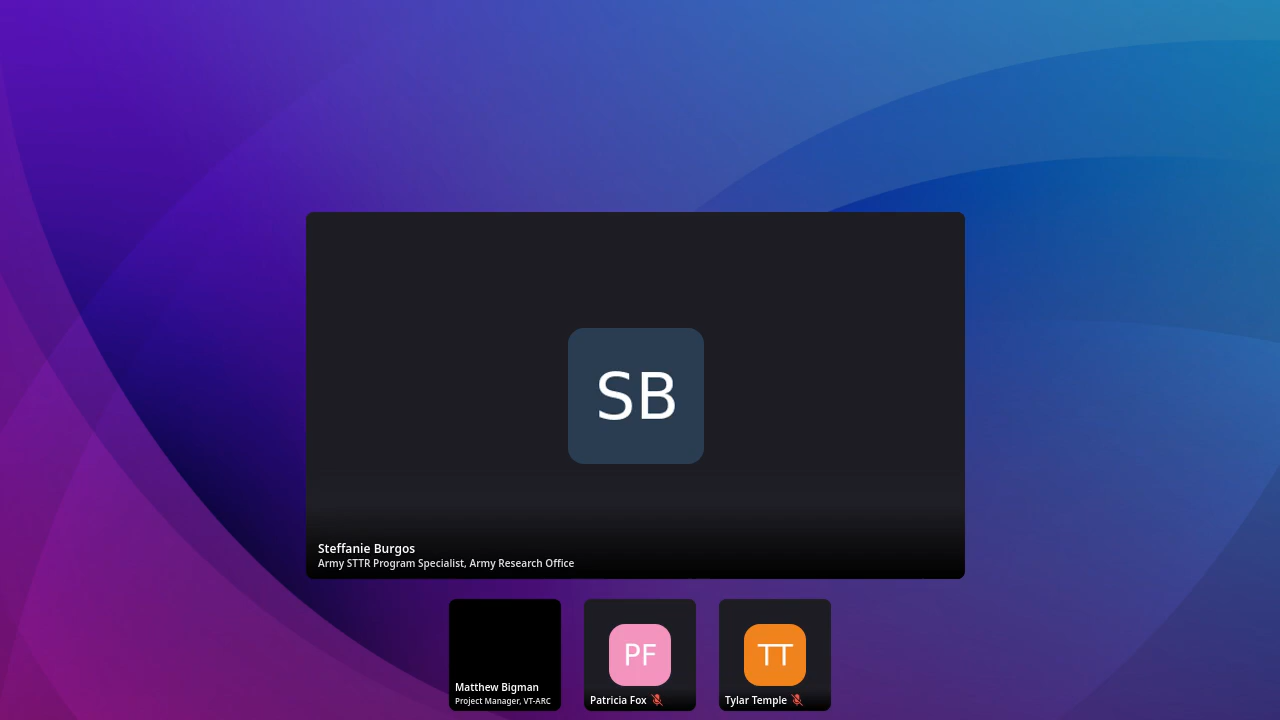 SB
Steffanie Burgos
Army STTR Program Specialist, Army Research Office
Matthew Bigman
Project Manager, VT-ARC
PF
Patricia Fox
TT
Tylar Temple